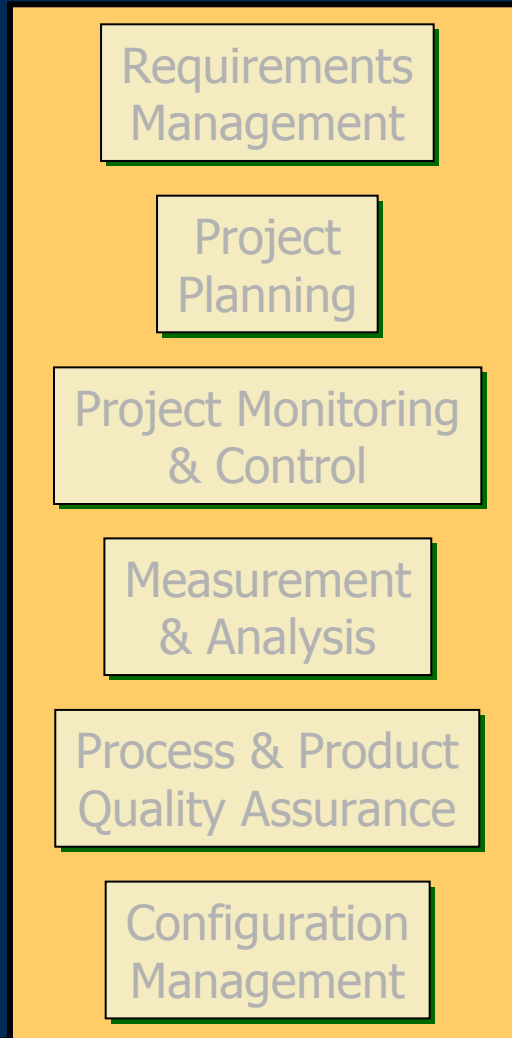 Requirements
Management
Project
Planning
Project Monitoring
& Control
Measurement
& Analysis
Process & Product
Quality Assurance
Configuration
Management